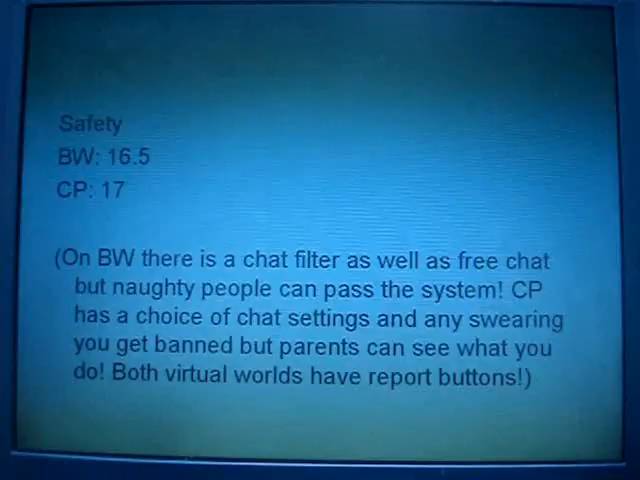 Safety
BW: 16.5
CP: 17
(On BW there is a chat filter as well as free chat
but naughty people can pass the system! CP
has a choice of chat settings and any swearing
you get banned but parents can see what you
do! Both virtual worlds have report buttons!)